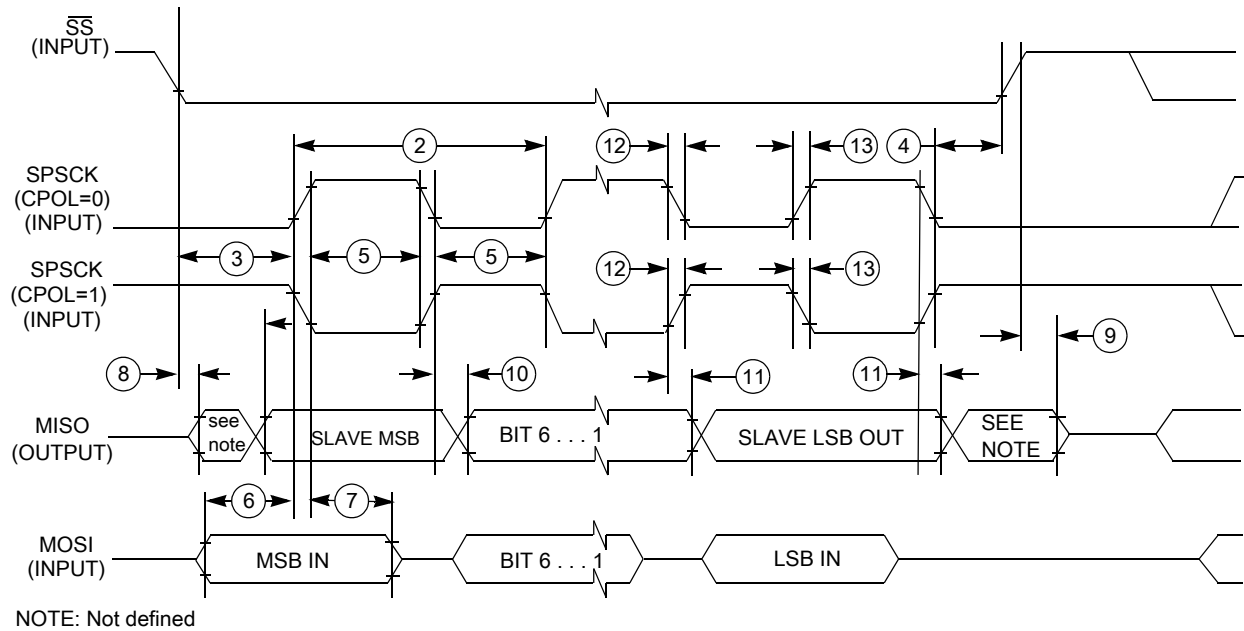 SS
(INPUT)
2
12
13
4
SPSCK
(CPOL=0)
(INPUT)
3
5
5
SPSCK
(CPOL=1)
(INPUT)
12
13
9
8
10
11
11
MISO
(OUTPUT)
see
note
SLAVE MSB
BIT 6 . . . 1
SLAVE LSB OUT
SEE
NOTE
6
7
MOSI
(INPUT)
MSB IN
BIT 6 . . . 1
LSB IN
NOTE: Not defined